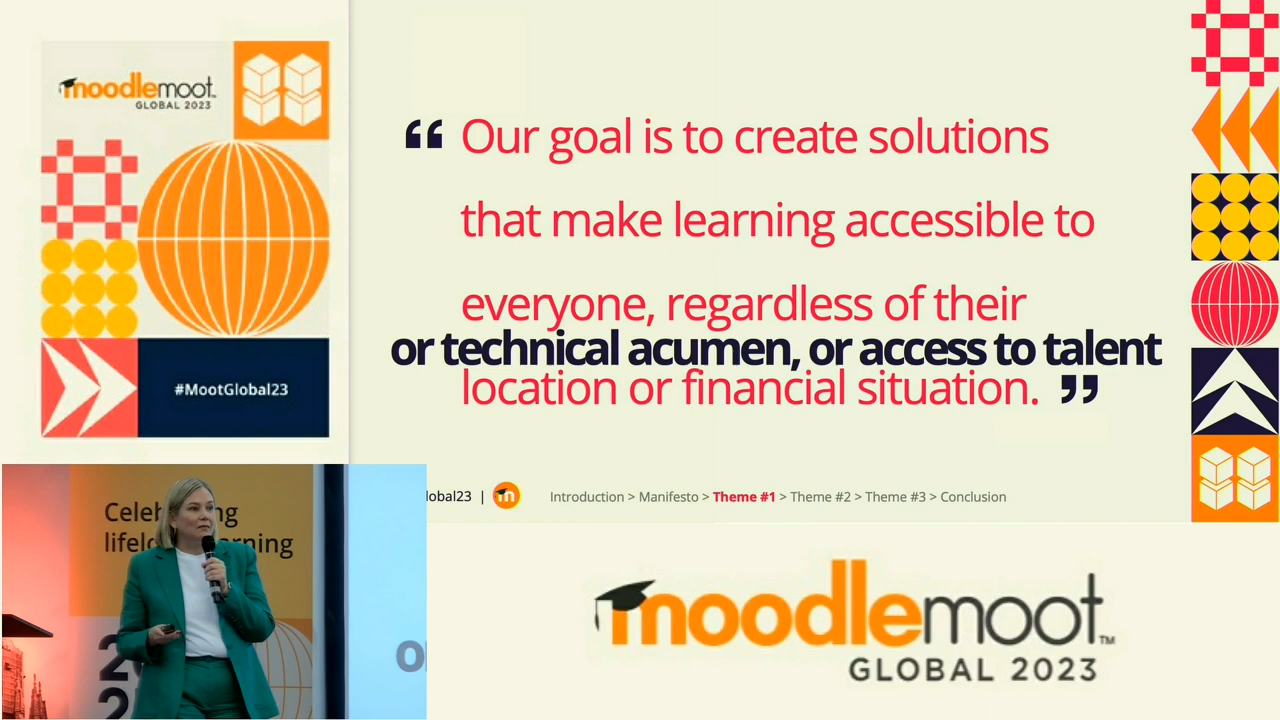 moodlemoot
GLOBAL 2023
#MootGlobal23
“ Our goal is to create solutions
that make learning accessible to
everyone, regardless of their
or technical acumen, or access to talent
location or financial situation. ”
lobal23 | m
Introduction > Manifesto > Theme #1 > Theme #2 > Theme #3 > Conclusion
moodlemoot™
GLOBAL 2023